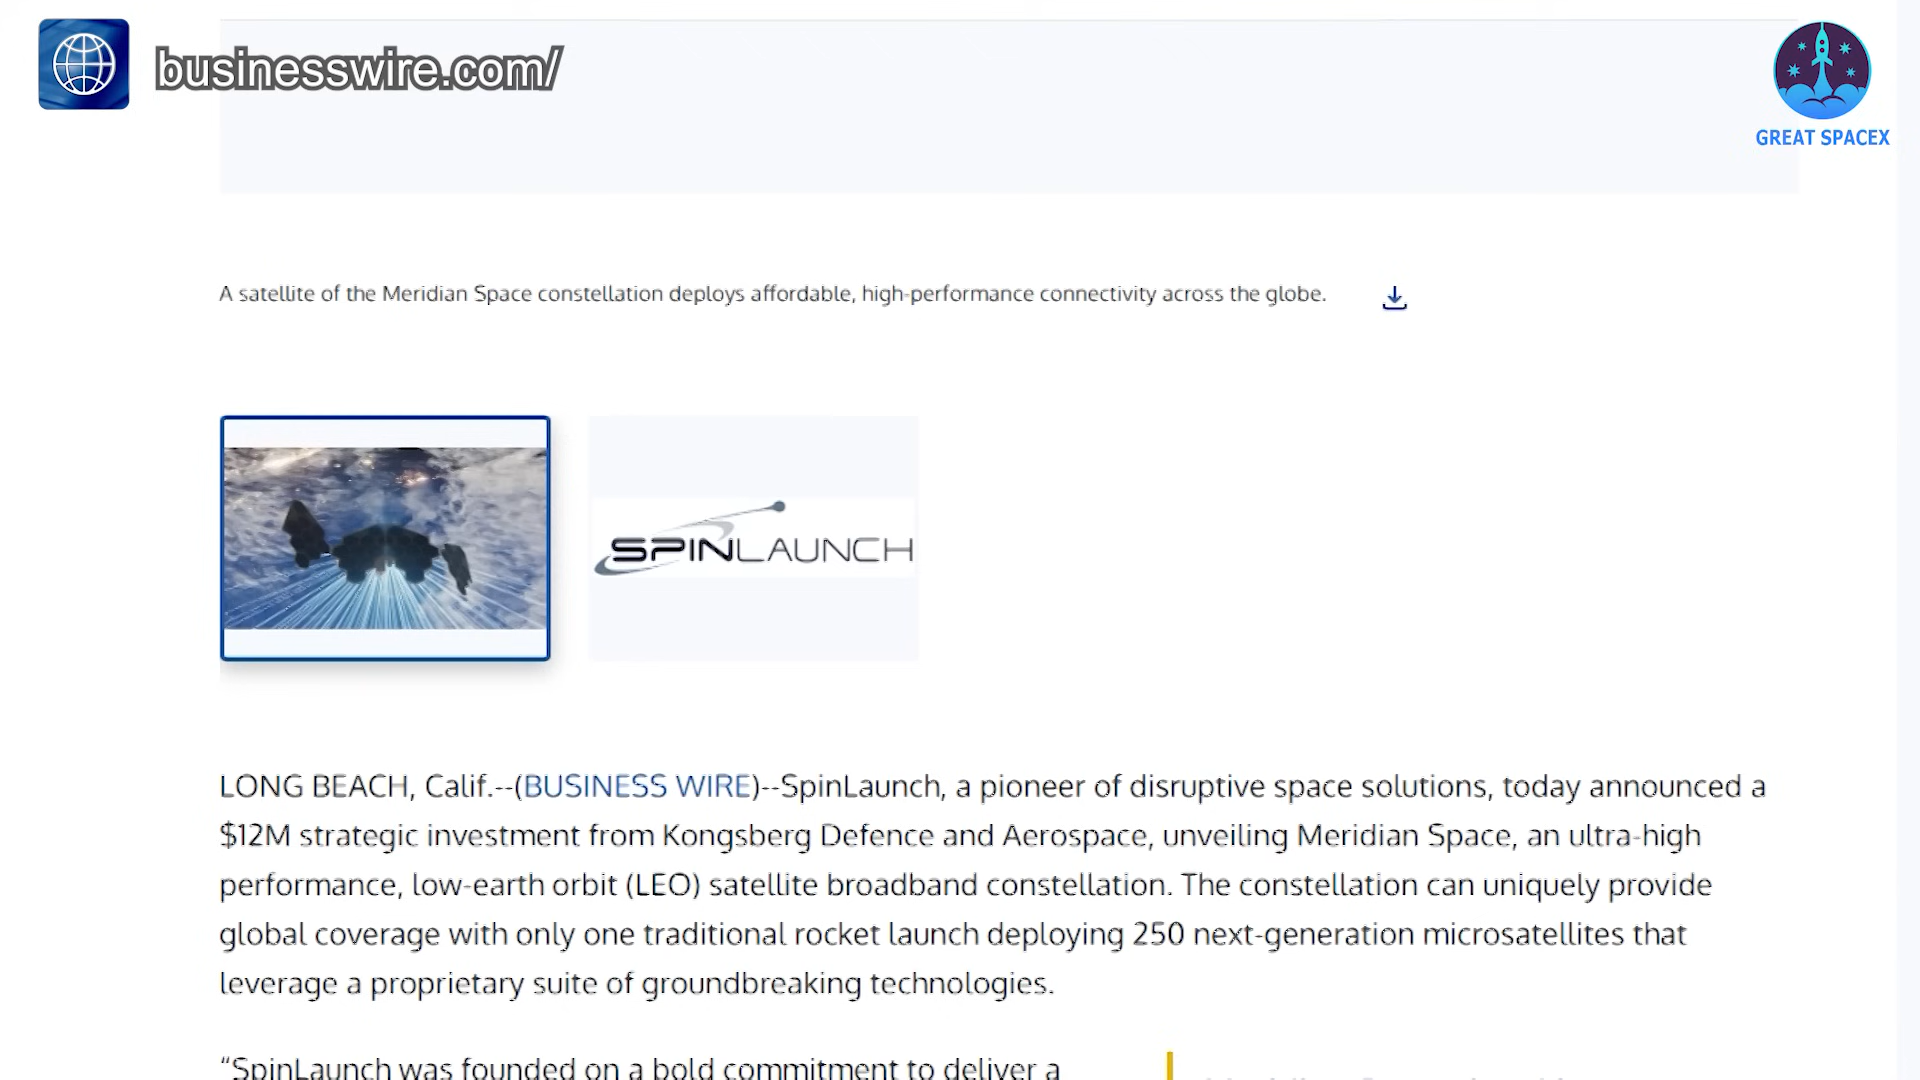 businesswire.com/
GREAT SPACEX
A satellite of the Meridian Space constellation deploys affordable, high-performance connectivity across the globe.
SPINLAUNCH
LONG BEACH, Calif.--(BUSINESS WIRE)--SpinLaunch, a pioneer of disruptive space solutions, today announced a
$12M strategic investment from Kongsberg Defence and Aerospace, unveiling Meridian Space, an ultra-high
performance, low-earth orbit (LEO) satellite broadband constellation. The constellation can uniquely provide
global coverage with only one traditional rocket launch deploying 250 next-generation microsatellites that
leverage a proprietary suite of groundbreaking technologies.
“SpinLaunch was founded on a bold commitment to deliver a